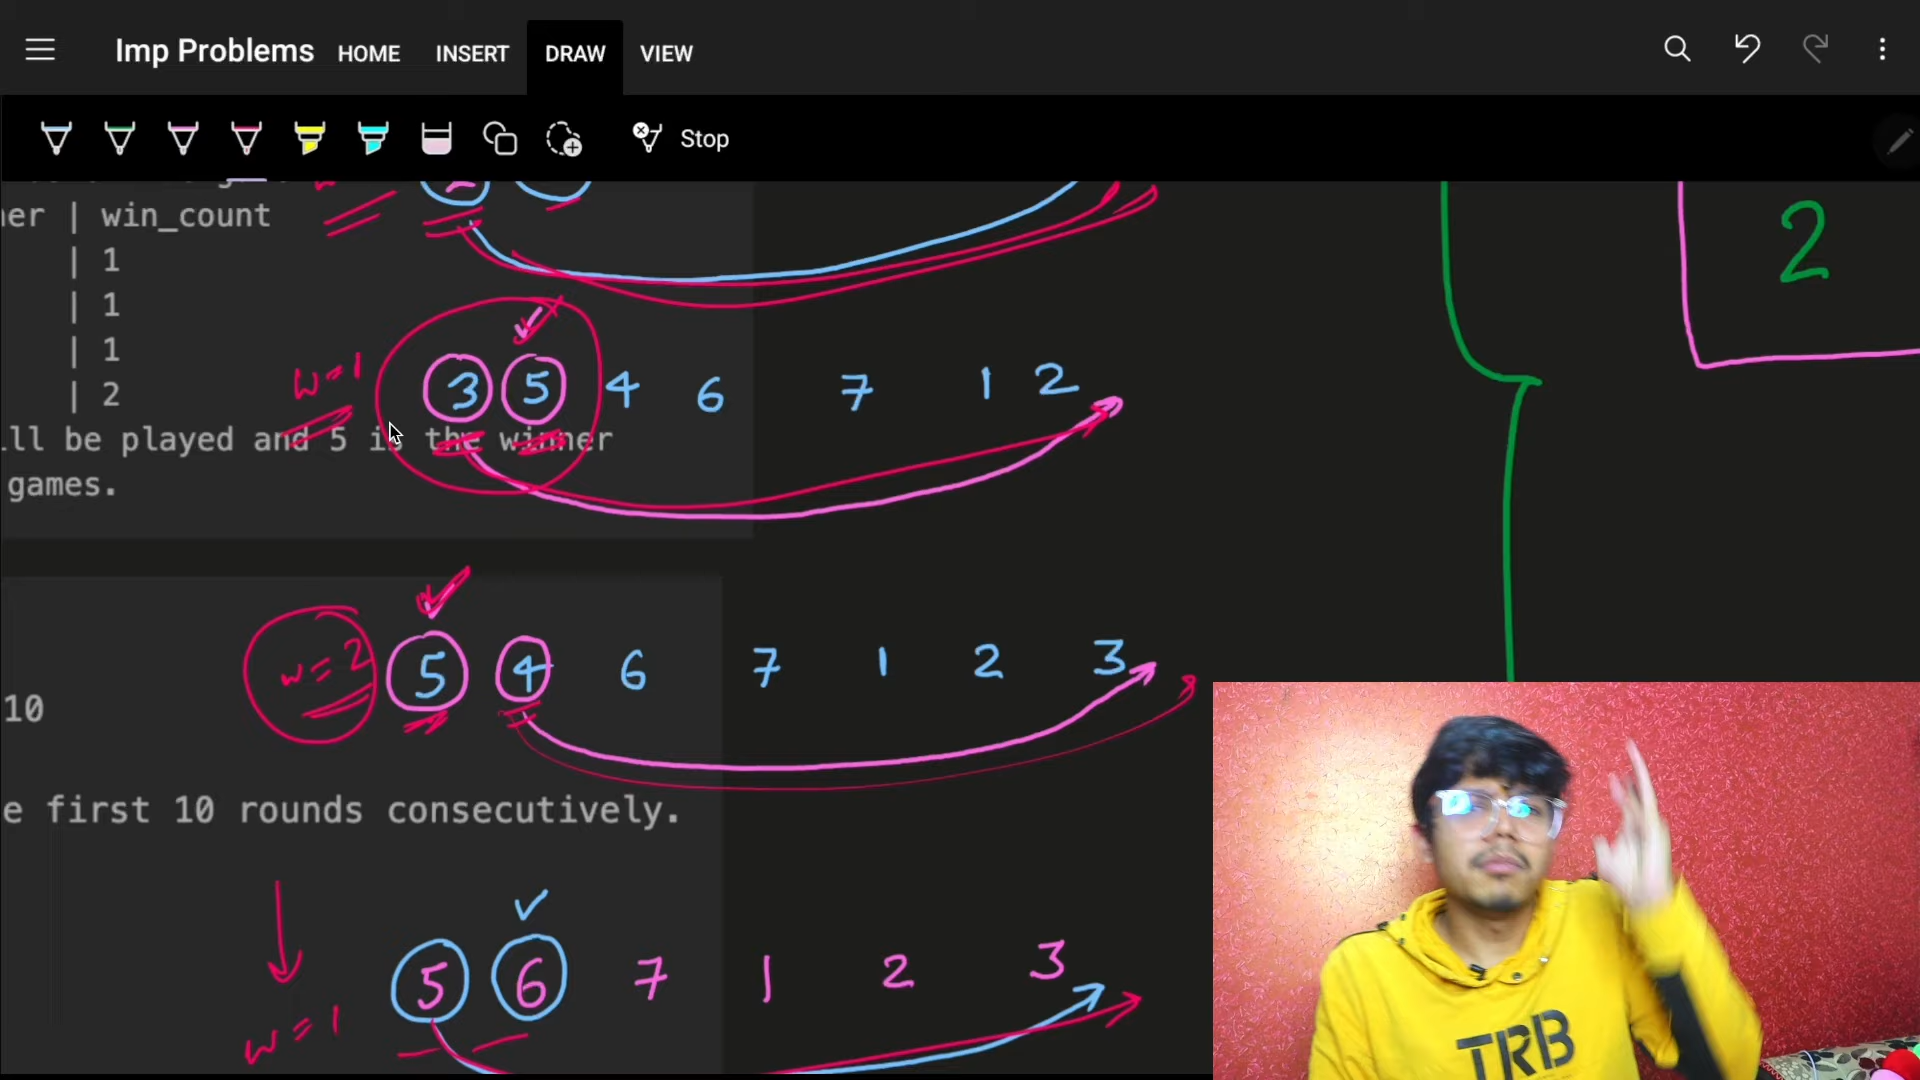 Imp Problems HOME INSERT DRAW VIEW
Stop
ner | win_count
| 1
| 1
| 1
| 2
ill be played and 5 is the winner
games.
w=1 3 5 4 6 7 1 2
2
w=2 5 4 6 7 1 2 3
10
e first 10 rounds consecutively.
w=1 5 6 7 1 2 3
TRB